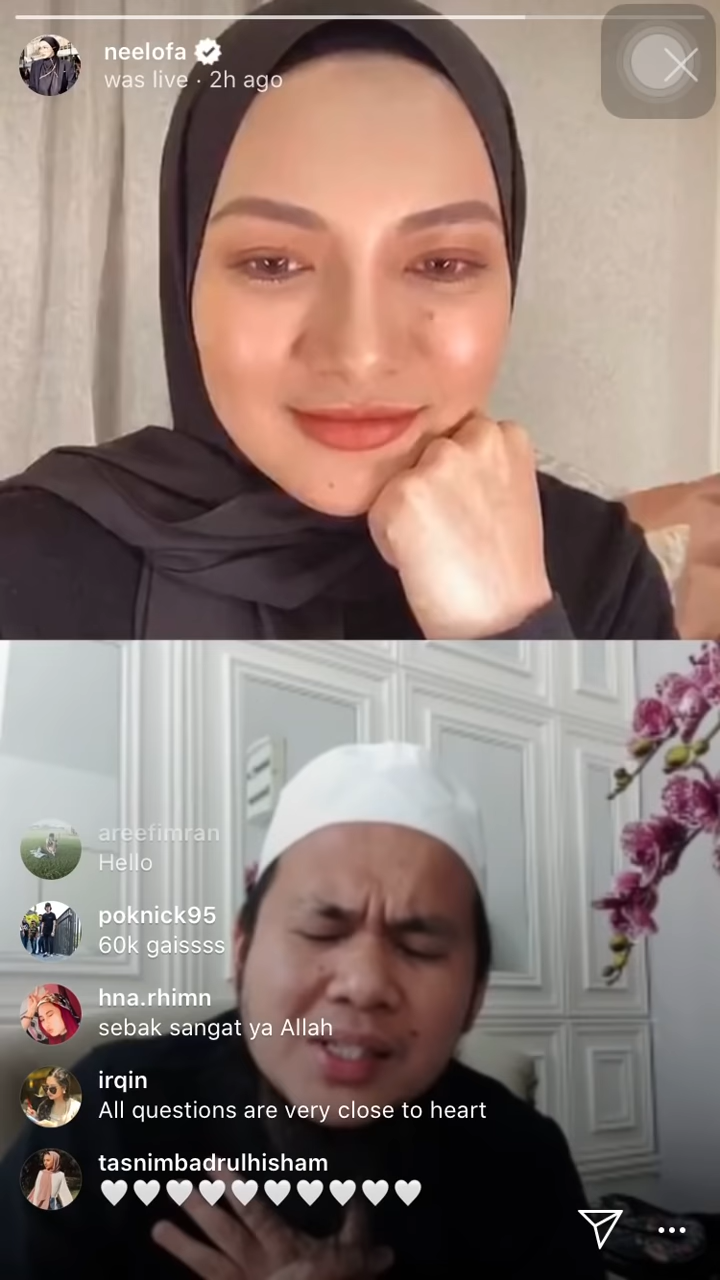 neelofa
was live · 2h ago
areefimran
Hello
poknick95
60k gaissss
hna.rhimn
sebak sangat ya Allah
irqin
All questions are very close to heart
tasnimbadrulhisham
🤍🤍🤍🤍🤍🤍🤍🤍🤍🤍